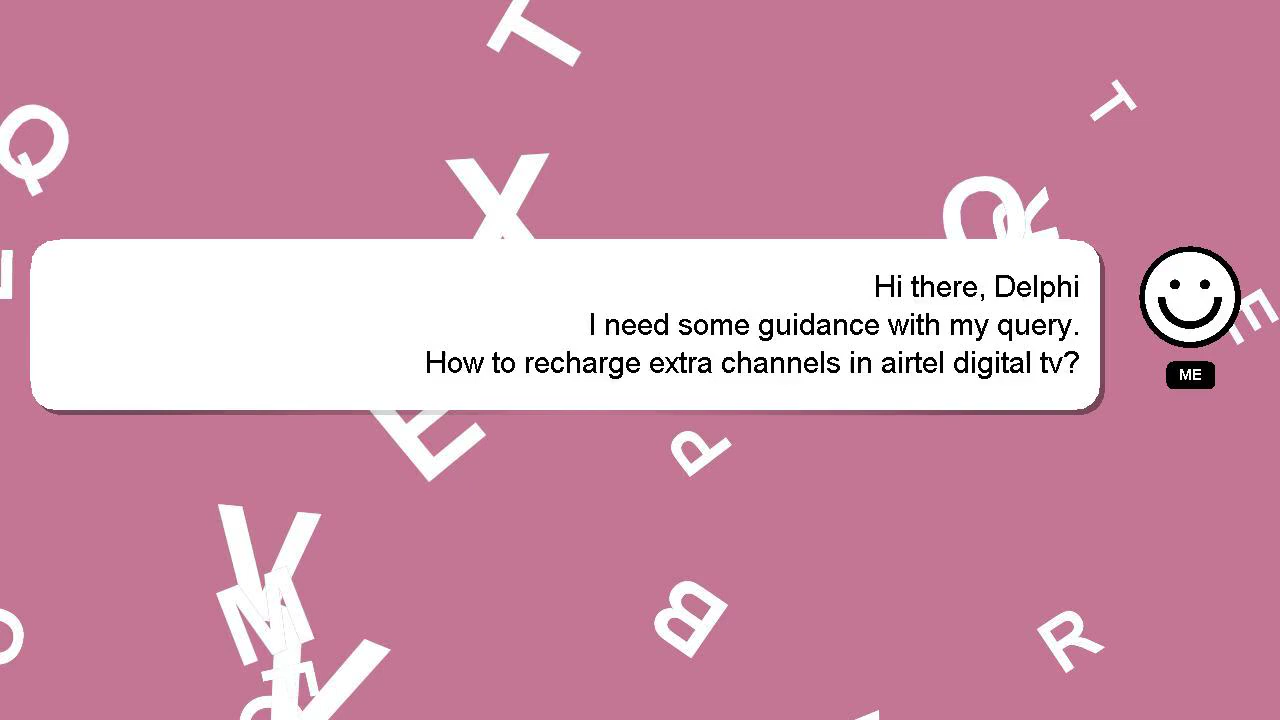 T
Q
T
X
Q
R
E
Hi there, Delphi
I need some guidance with my query.
How to recharge extra channels in airtel digital tv?
ME
E
P
V
M
B
R
V